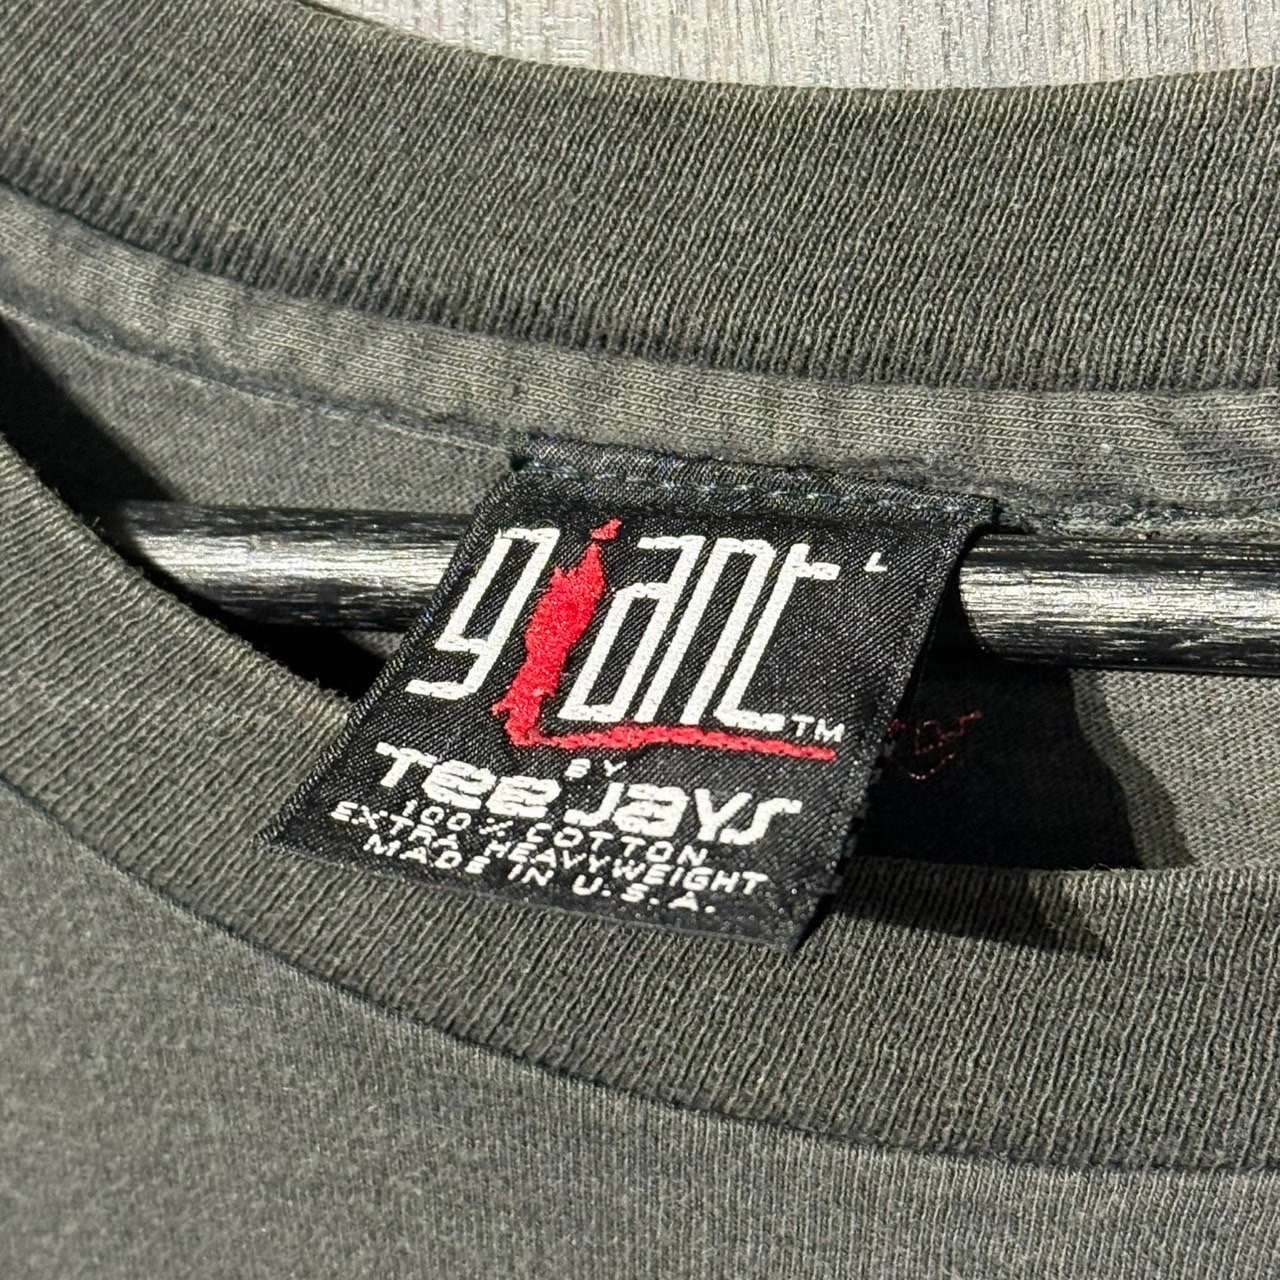 giant L
TM
BY
Tee Jays
100% COTTON
EXTRA HEAVYWEIGHT
MADE IN U.S.A.